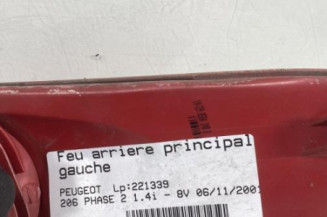 Feu arriere principal
gauche
PEUGEOT Lp:221339
206 PHASE 2 1.4i - 8V 06/11/2001